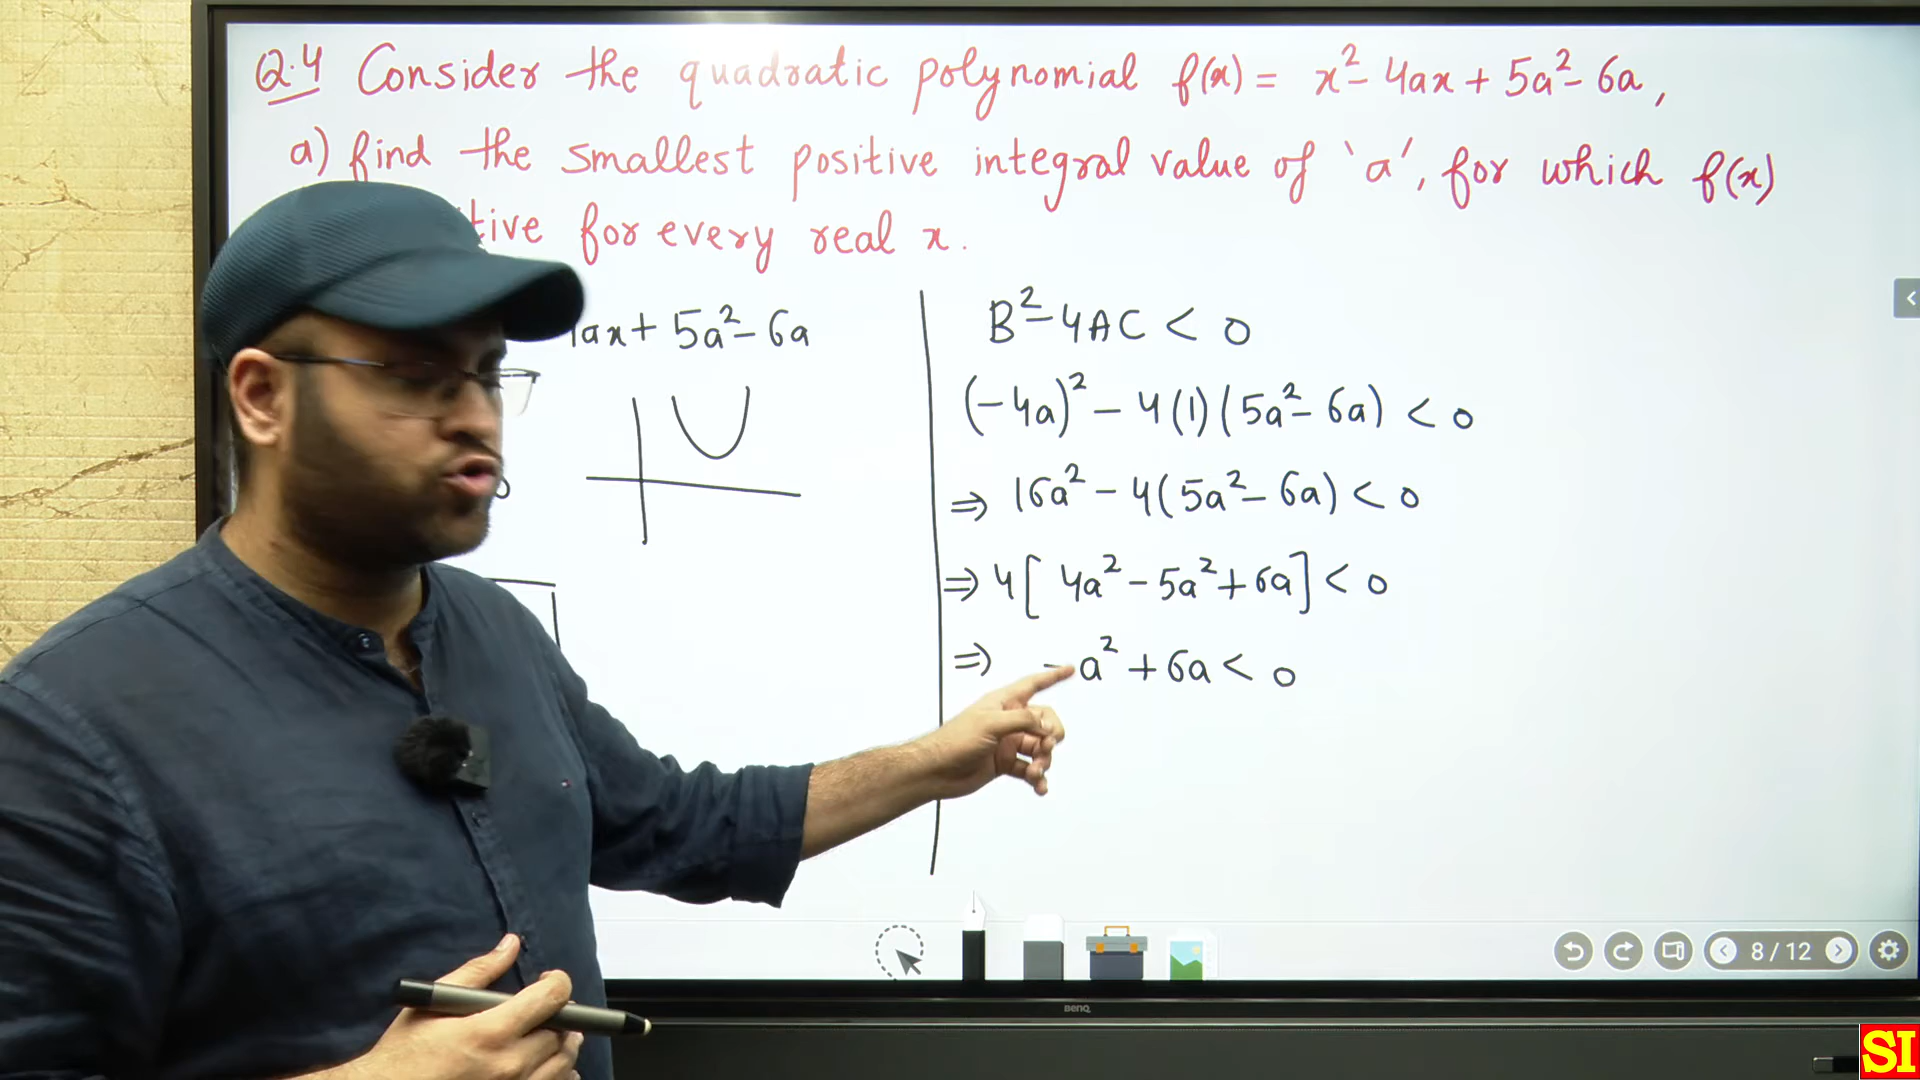 Q.4 Consider the quadratic polynomial f(x) = x² - 4ax + 5a² - 6a,
a) find the smallest positive integral value of 'a', for which f(x)
for every real x.
ax + 5a² - 6a
B² - 4AC < 0
(-4a)² - 4(1)(5a² - 6a) < 0
⇒ 16a² - 4(5a² - 6a) < 0
⇒ 4[4a² - 5a² + 6a] < 0
⇒ -a² + 6a < 0
8 / 12
BenQ
SI